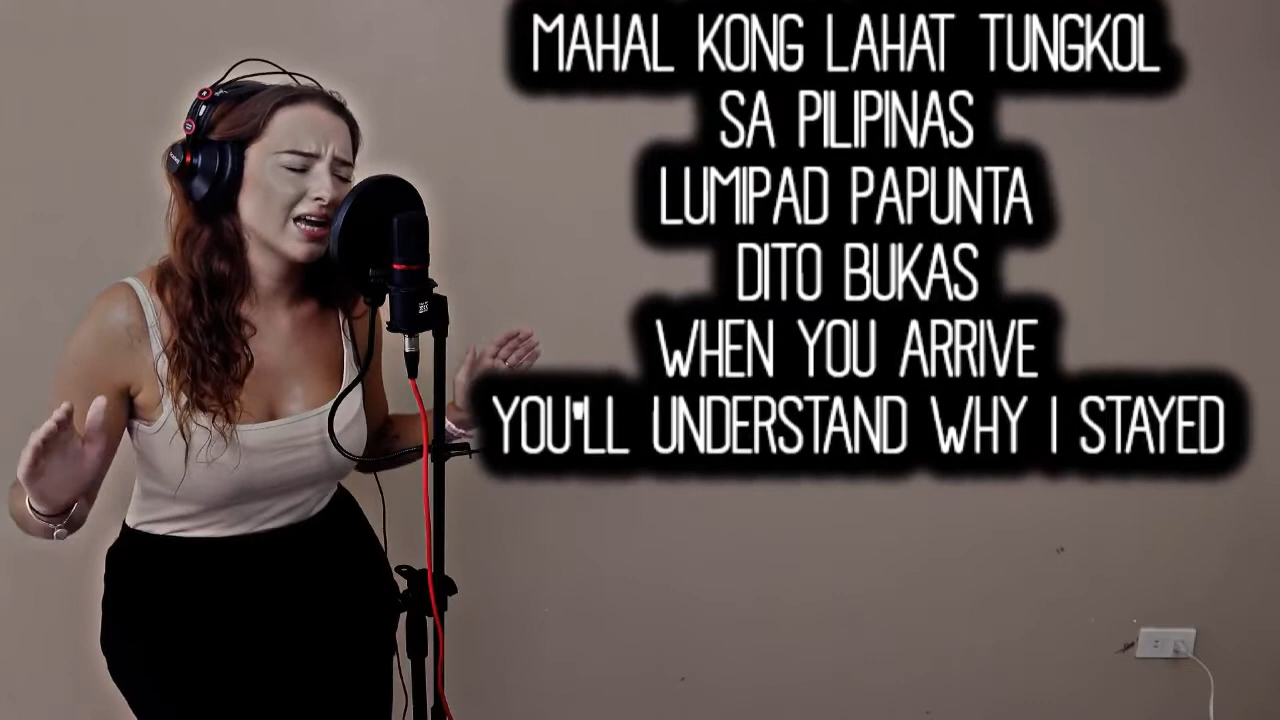 MAHAL KONG LAHAT TUNGKOL
SA PILIPINAS
LUMIPAD PAPUNTA
DITO BUKAS
WHEN YOU ARRIVE
YOU'LL UNDERSTAND WHY I STAYED